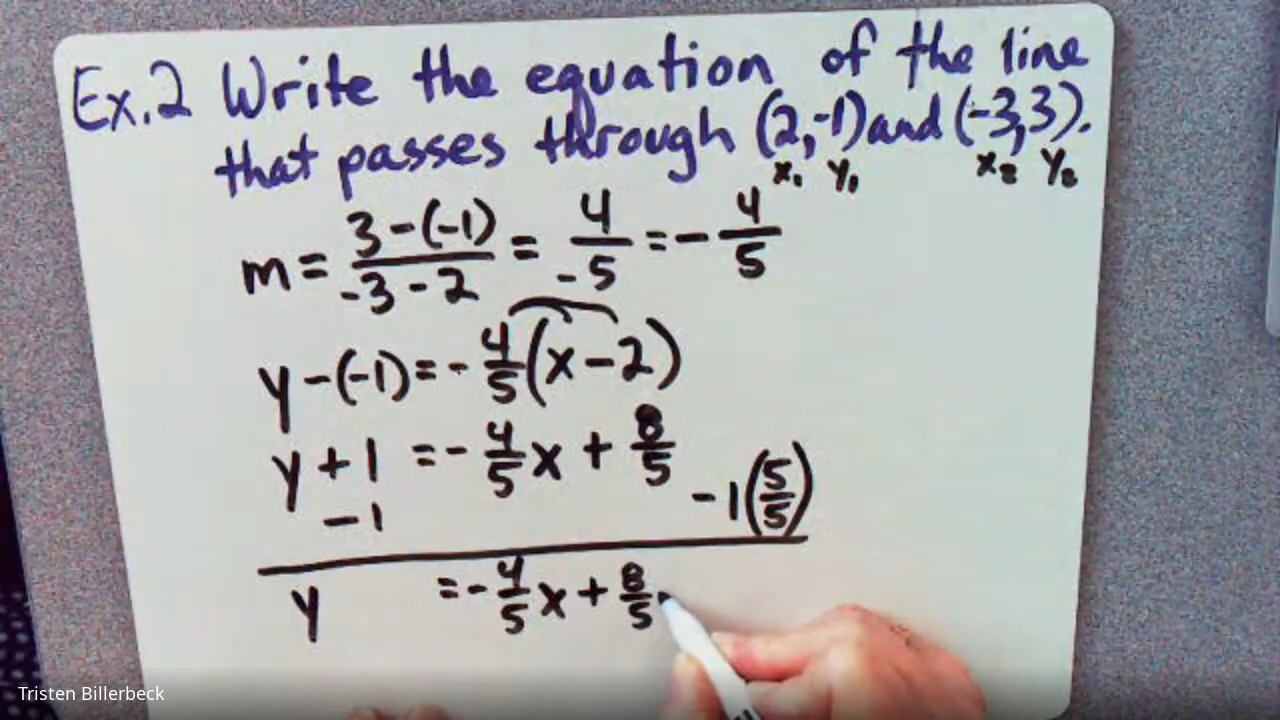 Ex.2 Write the equation of the line
that passes through (2,-1) and (-3,3).
x₁ y₁ x₂ y₂
m = 3-(-1)/-3-2 = 4/-5 = -4/5
y-(-1) = -4/5(x-2)
y+1 = -4/5x + 8/5
-1 -1(5/5)
y = -4/5x + 8/5
Tristen Billerbeck